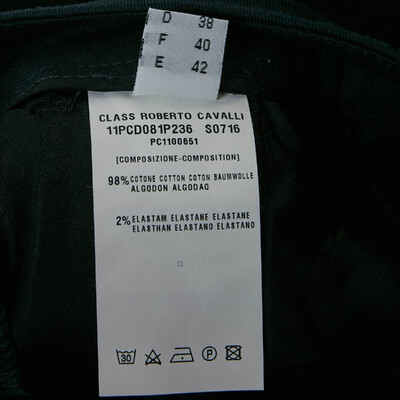 D 38
F 40
E 42
CLASS ROBERTO CAVALLI
11PCD081P236 S0716
PC1100651
[COMPOSIZIONE-COMPOSITION]
98% COTONE COTTON COTON BAUMWOLLE
ALGODON ALGODAO
2% ELASTAM ELASTANE ELASTANE
ELASTHAN ELASTANO ELASTANO
30
P